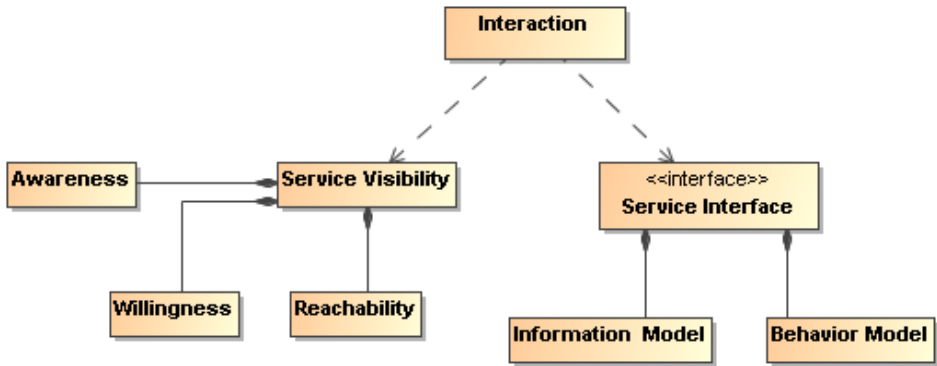 Interaction
Awareness
Service Visibility
<<interface>>
Service Interface
Willingness
Reachability
Information Model
Behavior Model